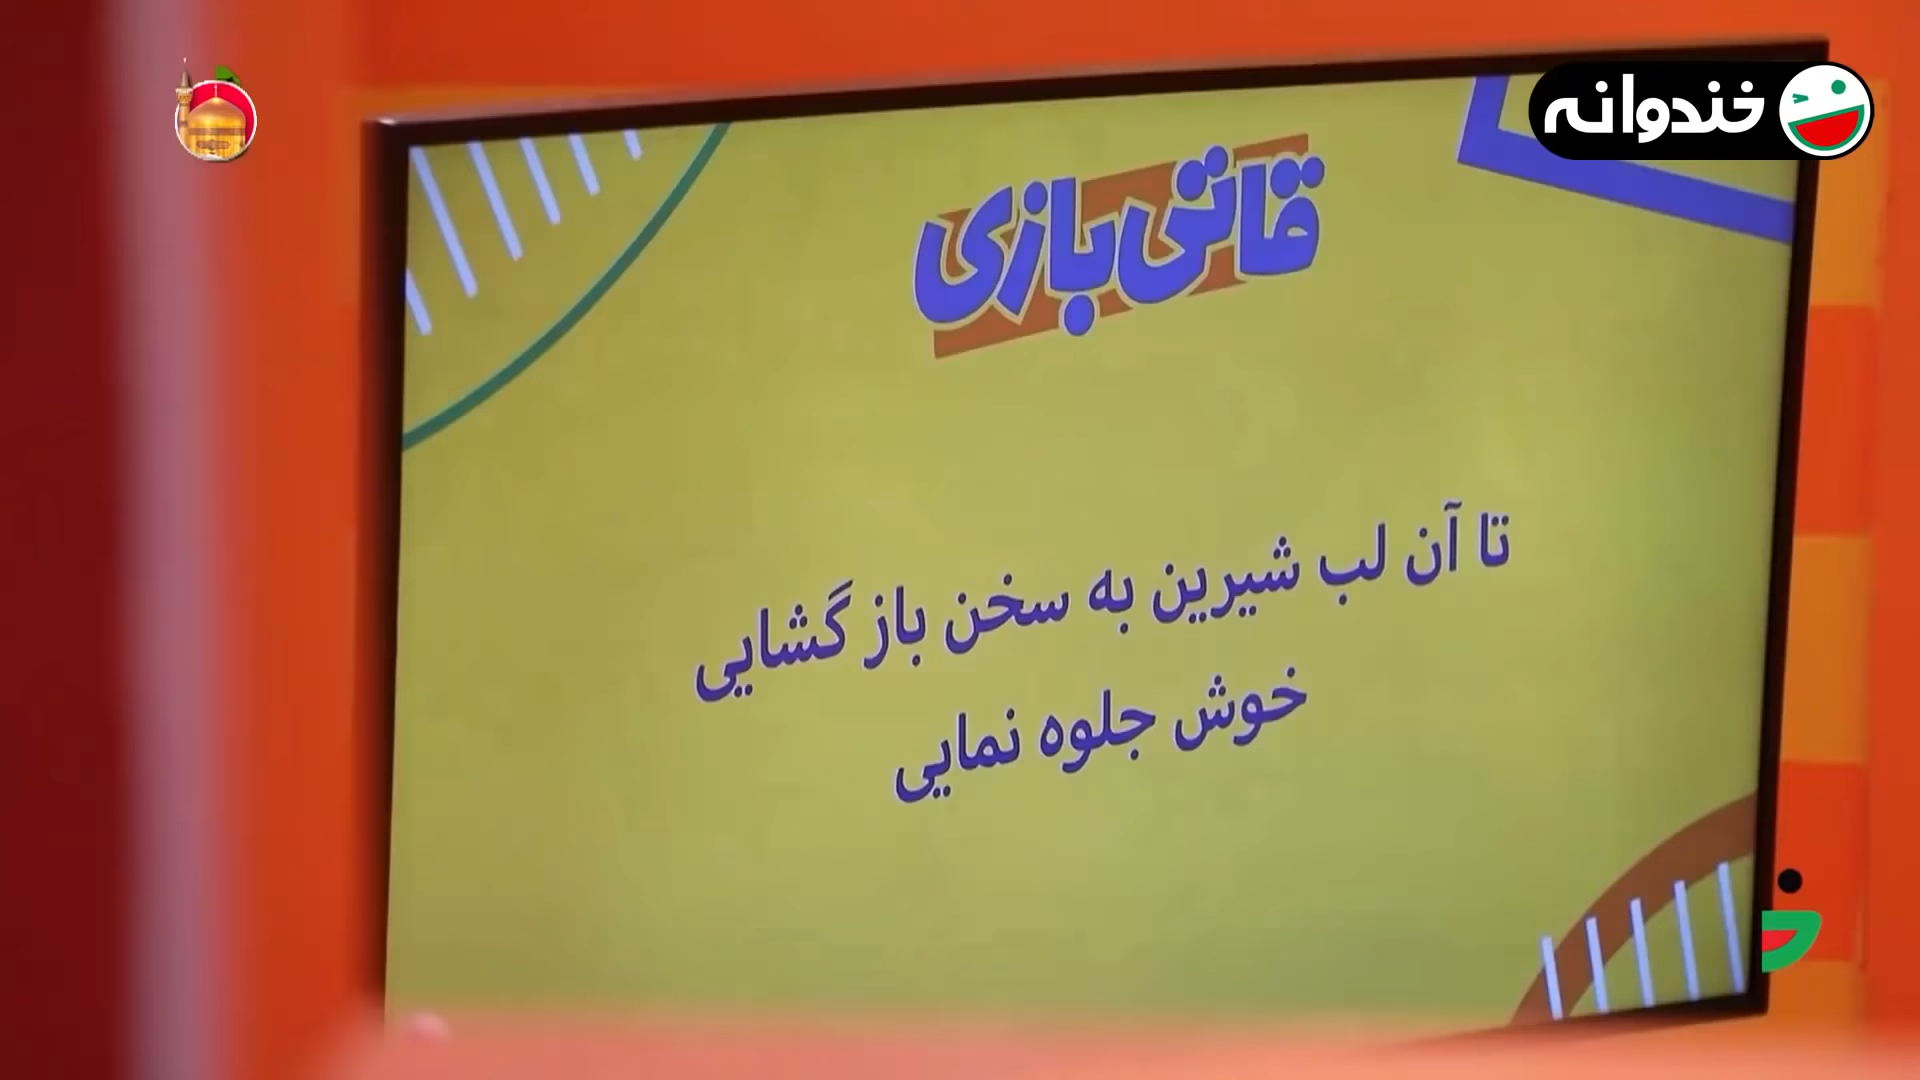 خندوانه
قاتی بازی
تا آن لب شیرین به سخن باز گشایی
خوش جلوه نمایی